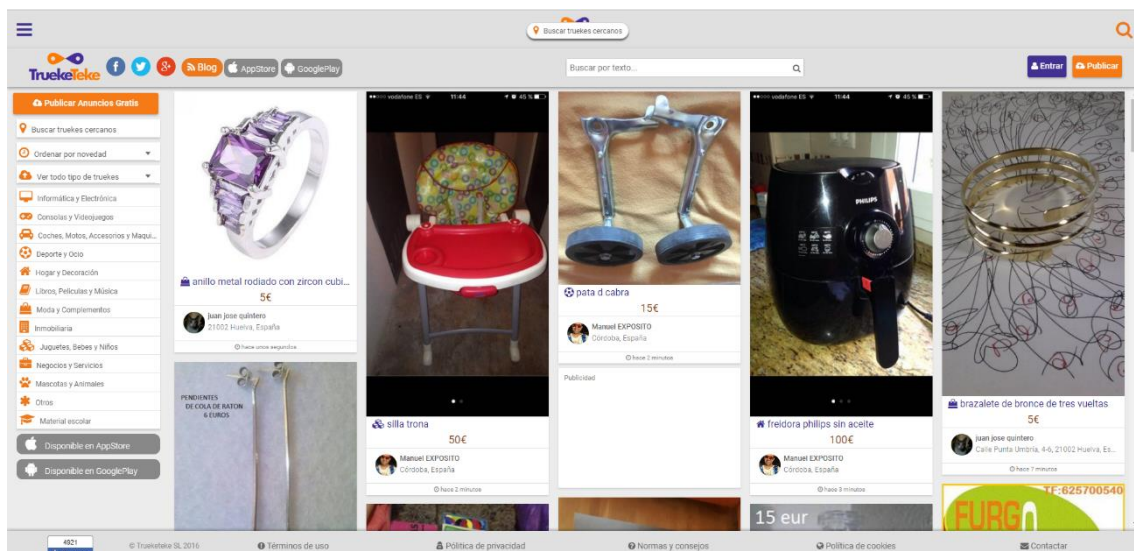 Buscar truekes cercanos
TruekeTeke
Blog
AppStore
GooglePlay
Buscar por texto...
Entrar
Publicar
Publicar Anuncios Gratis
Buscar truekes cercanos
Ordenar por novedad
Ver todo tipo de truekes
Informática y Electrónica
Consolas y Videojuegos
Coches, Motos, Accesorios y Maqui...
Deporte y Ocio
Hogar y Decoración
Libros, Películas y Música
Moda y Complementos
Inmobiliaria
Juguetes, Bebes y Niños
Negocios y Servicios
Mascotas y Animales
Otros
Material escolar
Disponible en AppStore
Disponible en GooglePlay
anillo metal rodiado con zircon cubi...
5€
juan jose quintero
21002 Huelva, España
hace unos segundos
PENDIENTES
DE COLA DE RATON
6 EUROS
vodafone ES 11:44 45 %
silla trona
50€
Manuel EXPOSITO
Córdoba, España
hace 2 minutos
pata d cabra
15€
Manuel EXPOSITO
Córdoba, España
hace 2 minutos
Publicidad
vodafone ES 11:44 45 %
PHILIPS
freidora philips sin aceite
100€
Manuel EXPOSITO
Córdoba, España
hace 3 minutos
15 eur
brazalete de bronce de tres vueltas
5€
juan jose quintero
Calle Punta Umbría, 4-6, 21002 Huelva, Es...
hace 7 minutos
TF:625700540
FURGO
4921
© Trueketeke SL 2016
Términos de uso
Política de privacidad
Normas y consejos
Política de cookies
Contactar